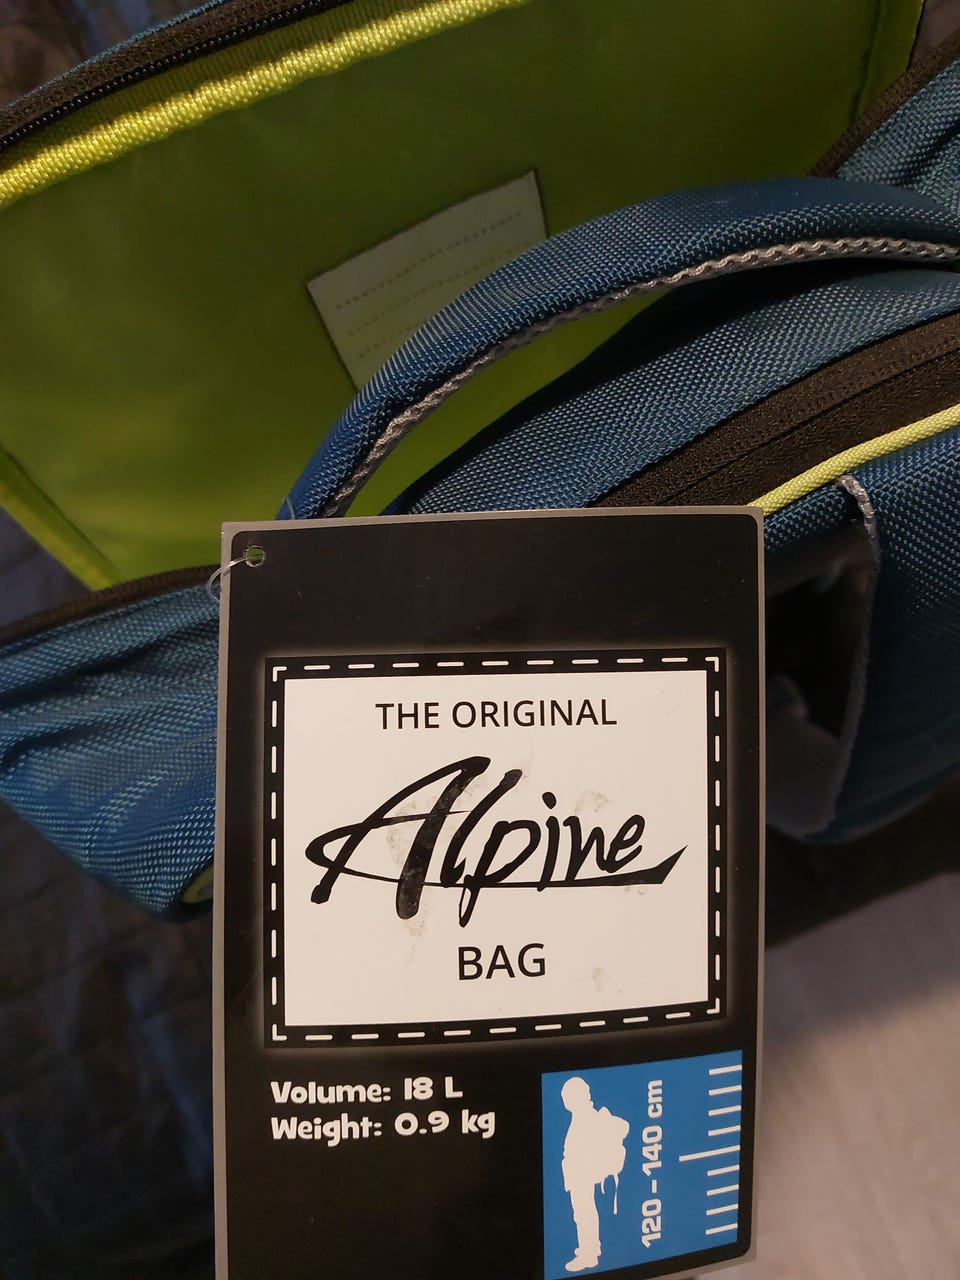 THE ORIGINAL
Alpine
BAG
Volume: 18 L
Weight: 0.9 kg
120-140 cm